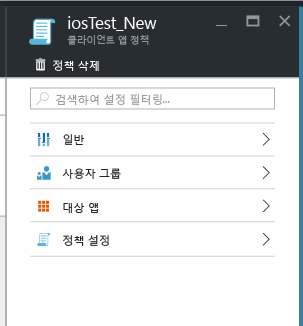 iosTest_New
클라이언트 앱 정책
정책 삭제
검색하여 설정 필터링...
일반
사용자 그룹
대상 앱
정책 설정